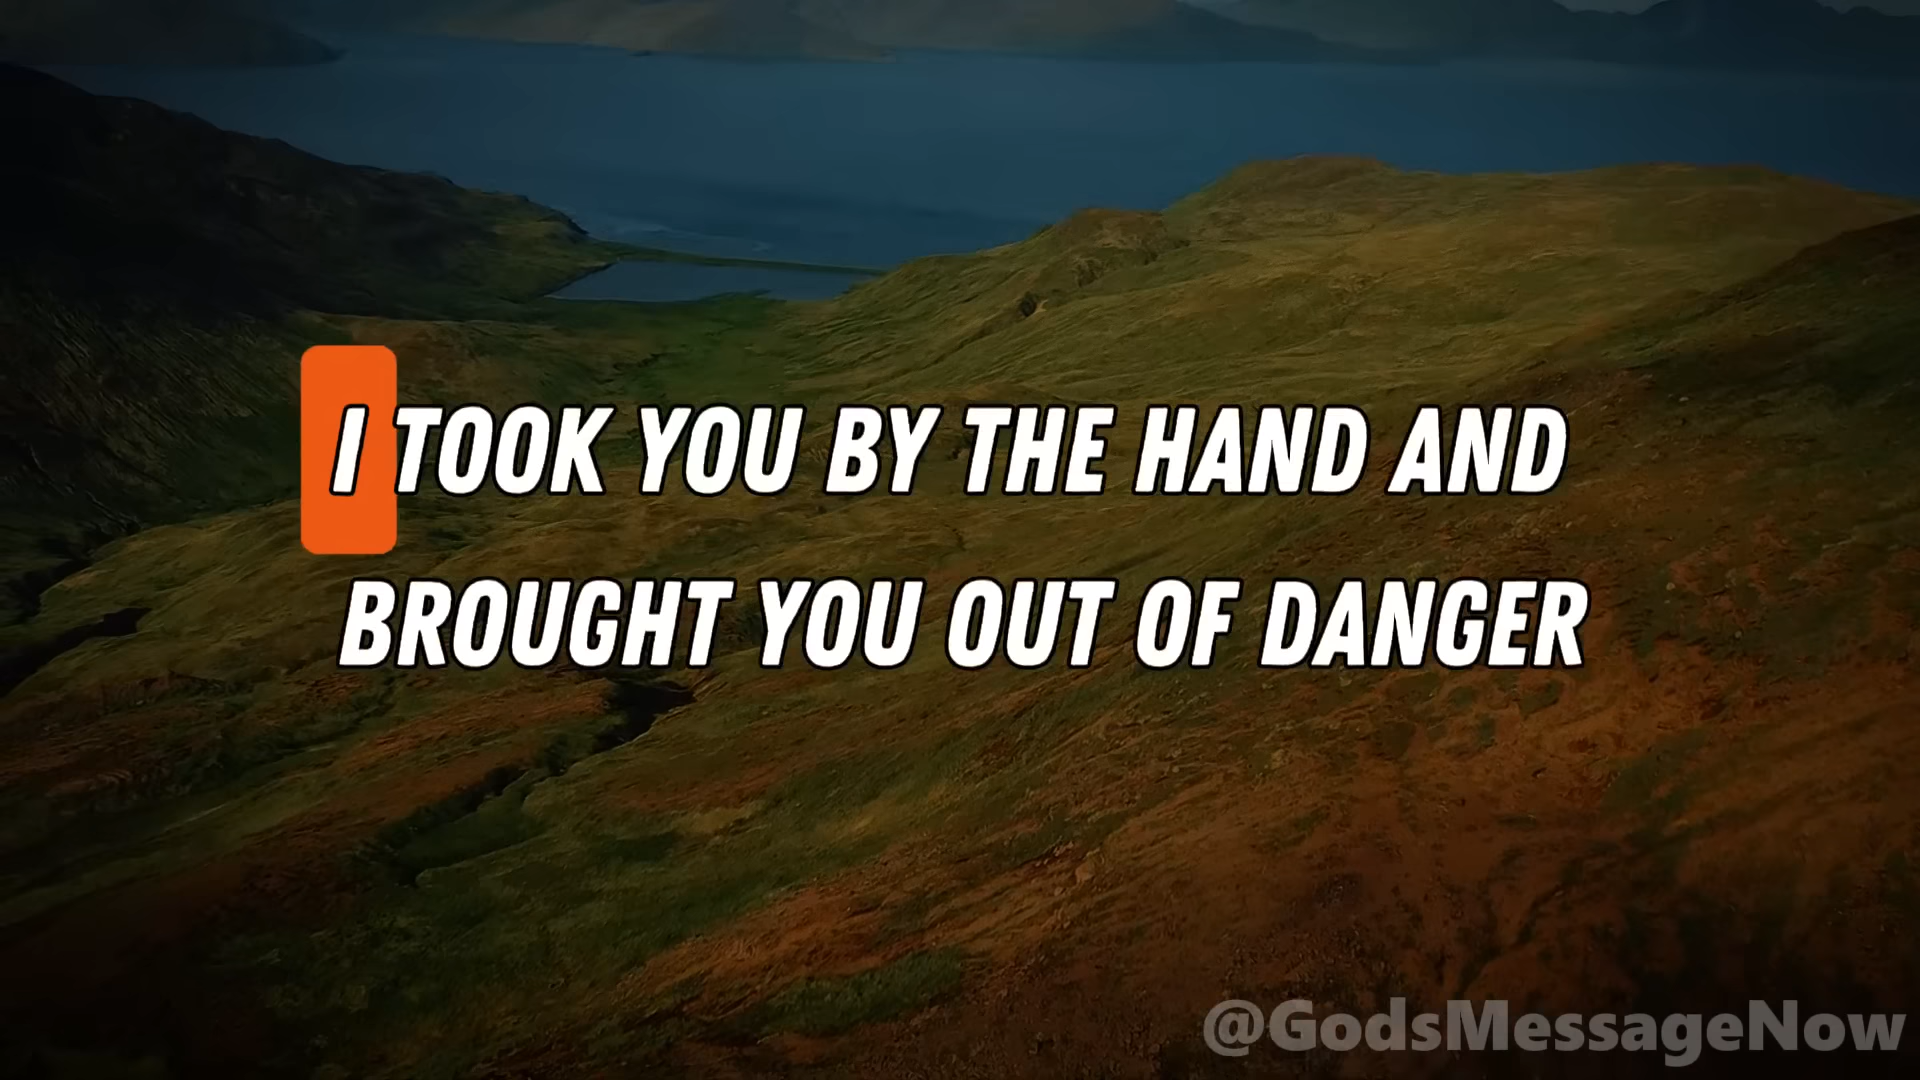 I TOOK YOU BY THE HAND AND
BROUGHT YOU OUT OF DANGER
@GodsMessageNow